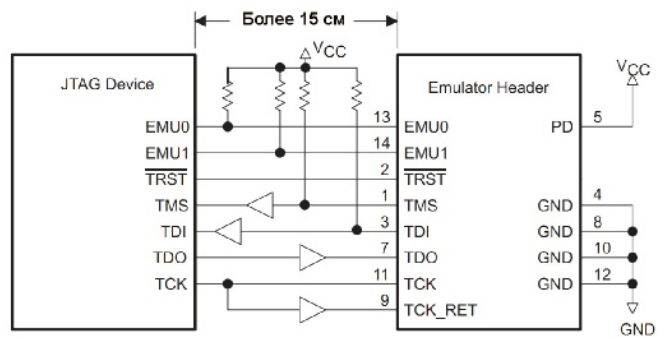 Более 15 см
VCC
JTAG Device
Emulator Header
VCC
EMU0 13 EMU0 PD 5
EMU1 14 EMU1
TRST 2 TRST
TMS 1 TMS GND 4
TDI 3 TDI GND 8
TDO 7 TDO GND 10
TCK 11 TCK GND 12
9 TCK_RET
GND